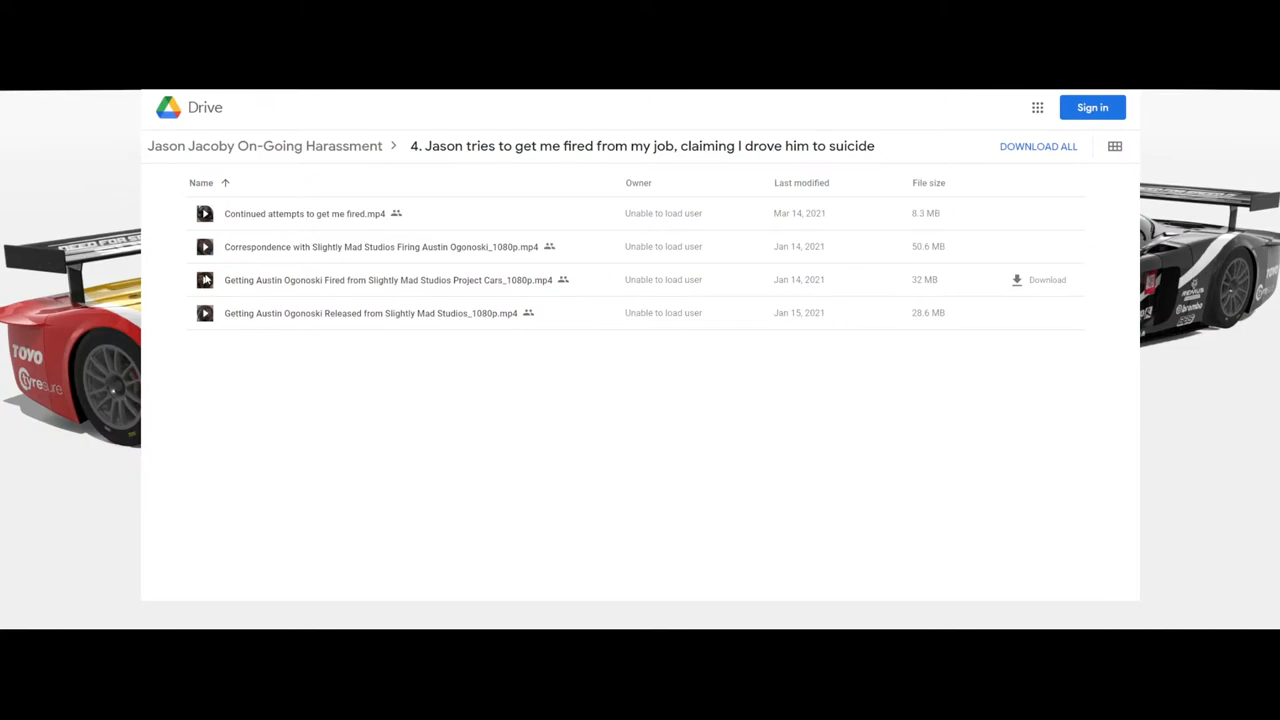 Drive
Sign in
Jason Jacoby On-Going Harassment > 4. Jason tries to get me fired from my job, claiming I drove him to suicide
DOWNLOAD ALL
Name Owner Last modified File size
Continued attempts to get me fired.mp4 Unable to load user Mar 14, 2021 8.3 MB
Correspondence with Slightly Mad Studios Firing Austin Ogonoski_1080p.mp4 Unable to load user Jan 14, 2021 50.6 MB
Getting Austin Ogonoski Fired from Slightly Mad Studios Project Cars_1080p.mp4 Unable to load user Jan 14, 2021 32 MB Download
Getting Austin Ogonoski Released from Slightly Mad Studios_1080p.mp4 Unable to load user Jan 15, 2021 28.6 MB
NEED FOR
TOYO
tyresure
REMUS
brembo